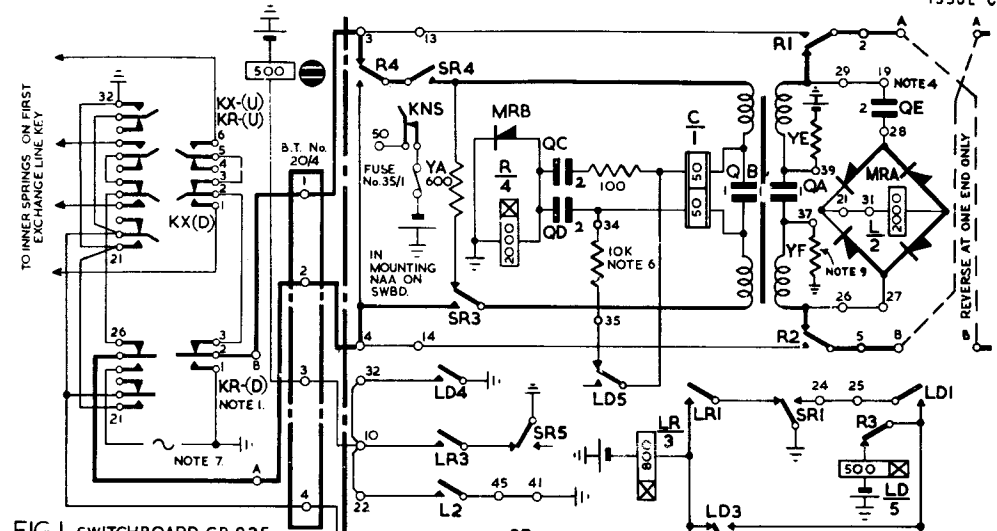 ISSUE C
A
A
3
13
R1
2
R4
SR4
29
19
NOTE 4
500
32
KX-(U)
KR-(U)
KNS
MRB
QC
C
1
YE
2
QE
28
6
5
4
3
2
1
B.T. No.
20/4
50
FUSE
No.35/1
YA
600
R
4
2
100
50
50
Q B
1
QA
1
39
MRA
TO INNER SPRINGS ON FIRST
EXCHANGE LINE KEY
KX(D)
1
QD
2
34
37
21
31
L
2
200
2000
21
2
IN
MOUNTING
NAA ON
SWBD.
10K
NOTE 6
YF
NOTE 9
26
27
REVERSE AT ONE END ONLY
SR3
35
R2
5
B
B
26
3
2
1
B
4
14
KR-(D)
NOTE 1.
3
32
LD4
LD5
LR1
SR1
24
25
LD1
21
10
LR3
SR5
LR
3
800
R3
500
LD
5
NOTE 7.
A
4
22
L2
45
41
LD3
FIG.1. SWITCHBOARD CB 935